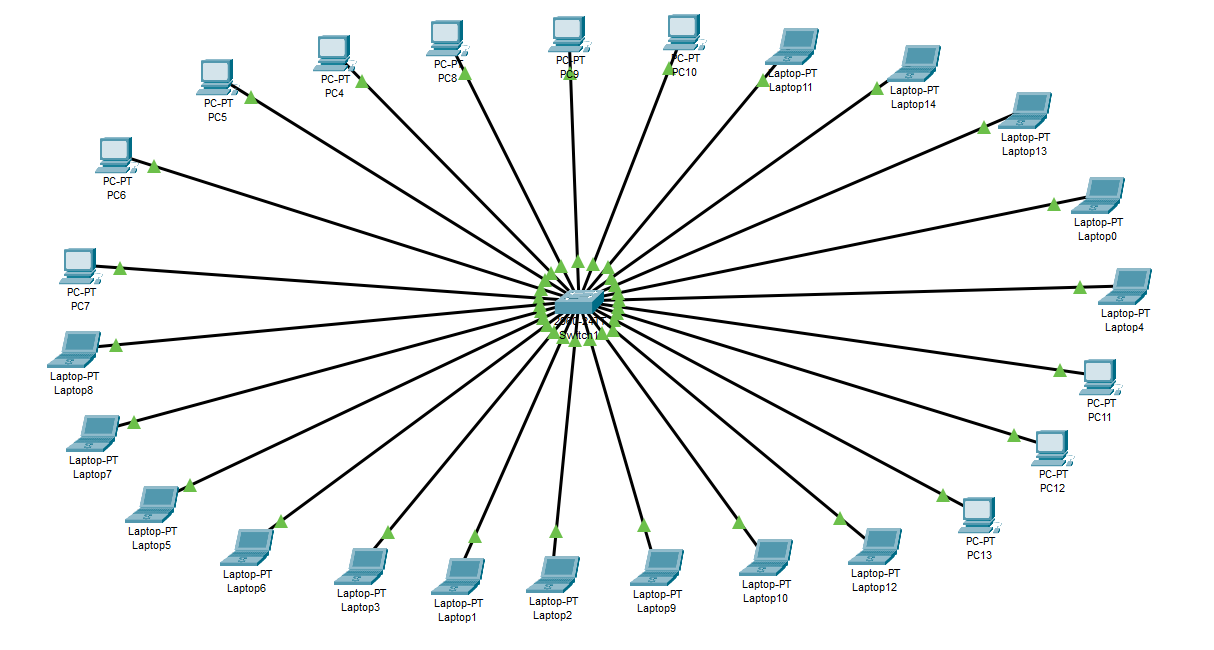 PC-PT
PC8
PC-PT
PC9
PC-PT
PC10
PC-PT
PC4
Laptop-PT
Laptop11
PC-PT
PC5
Laptop-PT
Laptop14
Laptop-PT
Laptop13
PC-PT
PC6
Laptop-PT
Laptop0
PC-PT
PC7
Laptop-PT
Laptop4
Switch1
Laptop-PT
Laptop8
PC-PT
PC11
Laptop-PT
Laptop7
PC-PT
PC12
Laptop-PT
Laptop5
PC-PT
PC13
Laptop-PT
Laptop6
Laptop-PT
Laptop3
Laptop-PT
Laptop1
Laptop-PT
Laptop2
Laptop-PT
Laptop9
Laptop-PT
Laptop10
Laptop-PT
Laptop12